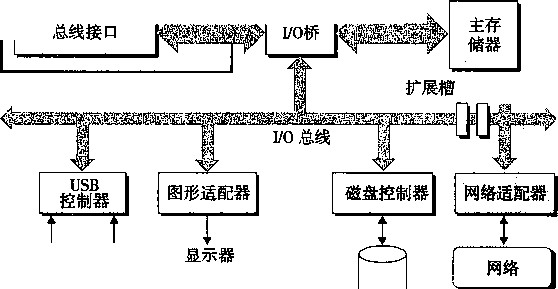 总线接口
I/O桥
主存
储器
扩展槽
I/O 总线
USB
控制器
图形适配器
磁盘控制器
网络适配器
显示器
网络